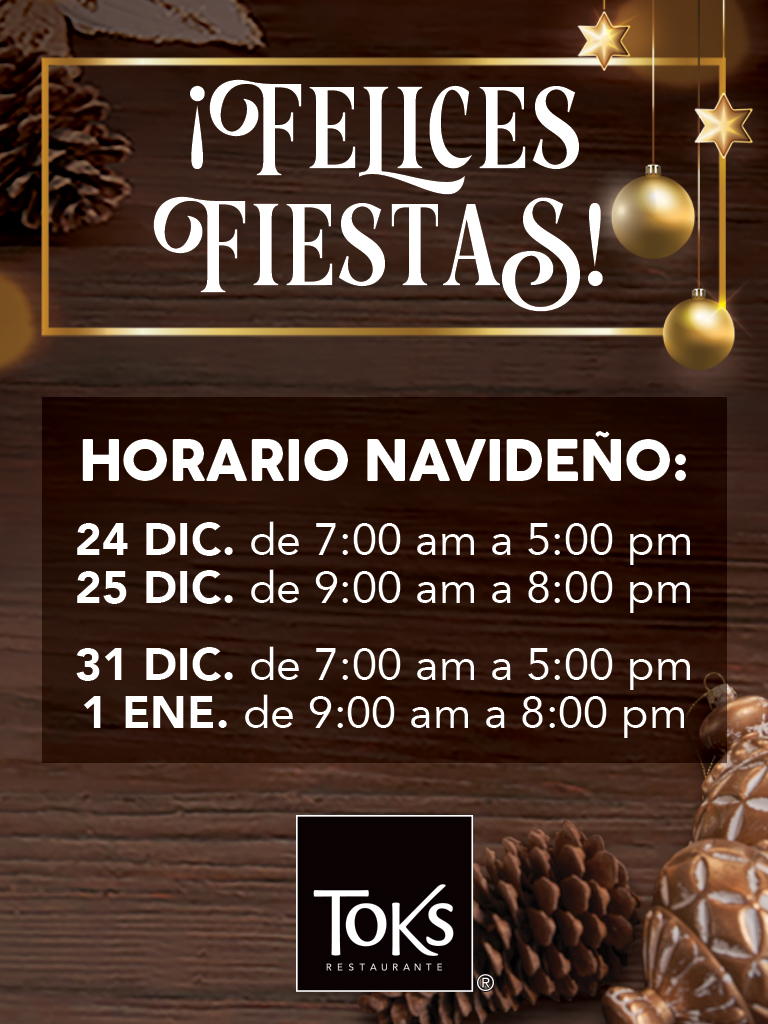 ¡FELICES
FIESTAS!
HORARIO NAVIDEÑO:
24 DIC. de 7:00 am a 5:00 pm
25 DIC. de 9:00 am a 8:00 pm
31 DIC. de 7:00 am a 5:00 pm
1 ENE. de 9:00 am a 8:00 pm
TOKS
RESTAURANTE
®